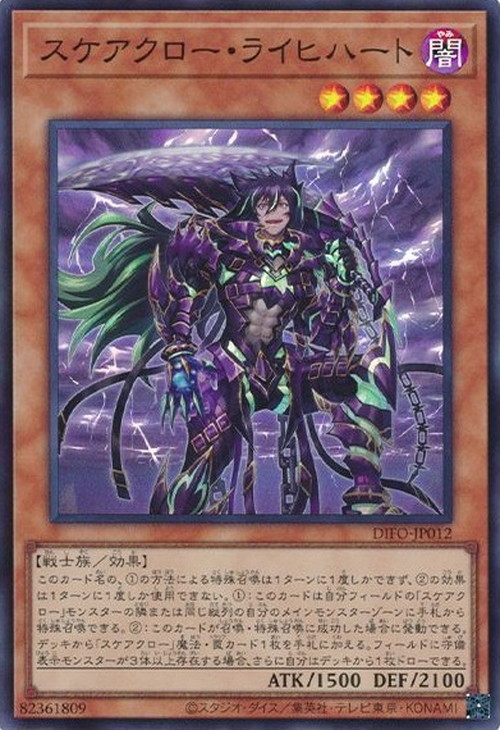 スケアクロー・ライヒハート
やみ
闇
DIFO-JP012
【戦士族／効果】
このカード名の、①の方法による特殊召喚は1ターンに1度しかできず、②の効果
は1ターンに1度しか使用できない。①：このカードは自分フィールドの「スケアク
ロー」モンスターの隣または同じ縦列の自分のメインモンスターゾーンに手札から
特殊召喚できる。②：このカードが召喚・特殊召喚に成功した場合に発動できる。
デッキから「スケアクロー」魔法・罠カード1枚を手札に加える。フィールドに守備
表示モンスターが3体以上存在する場合、さらに自分はデッキから1枚ドローできる。
ATK/1500 DEF/2100
82361809 ©スタジオ・ダイス／集英社・テレビ東京・KONAMI